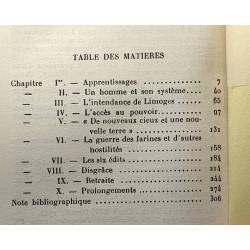 TABLE DES MATIERES
Chapitre I". — Apprentissages 7
— II. — Un homme et son système 40
— III. — L'intendance de Limoges 65
— IV. — L'accès au pouvoir 97
— V. — « De nouveaux cieux et une
nouvelle terre » 131
— VI. — La guerre des farines et d'autres
hostilités 158
— VII. — Les six édits 184
— VIII. — Disgrâce 214
— IX. — Retraite 244
— X. — Prolongements 274
Note bibliographique 306